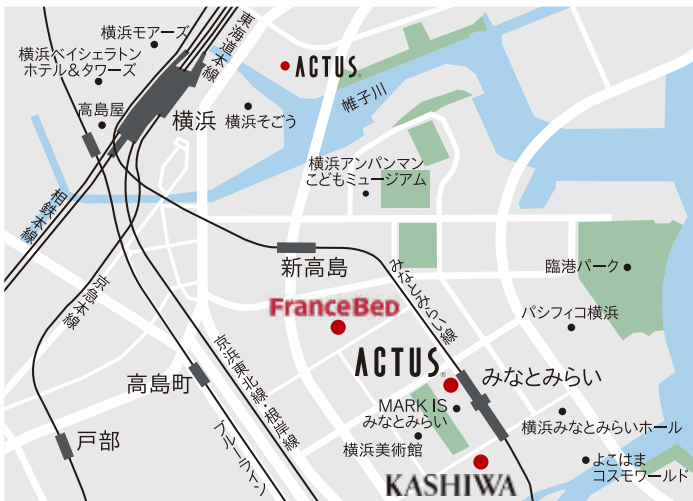 横浜モアーズ
横浜ベイシェラトン
ホテル&タワーズ
高島屋
東海道本線
ACTUS®
横浜
横浜そごう
帷子川
横浜アンパンマン
こどもミュージアム
相鉄本線
新高島
みなとみらい線
臨港パーク
FranceBed
京急本線
パシフィコ横浜
京浜東北線・根岸線
ACTUS®
みなとみらい
高島町
MARK IS
みなとみらい
横浜みなとみらいホール
戸部
ブルーライン
横浜美術館
よこはま
コスモワールド
KASHIWA